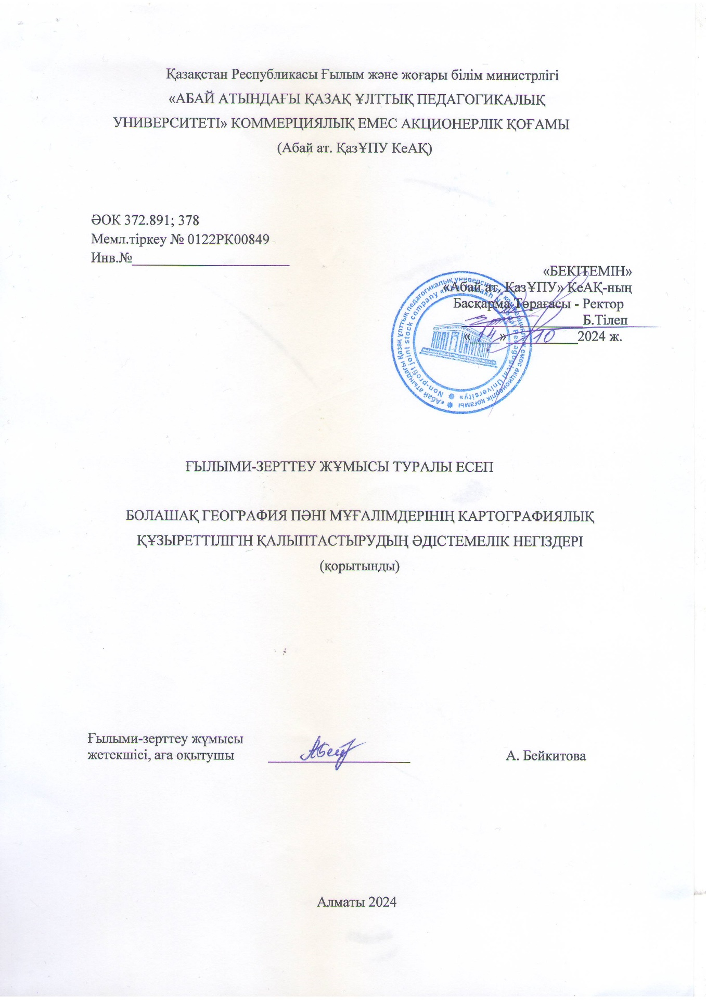 Қазақстан Республикасы Ғылым және жоғары білім министрлігі
«АБАЙ АТЫНДАҒЫ ҚАЗАҚ ҰЛТТЫҚ ПЕДАГОГИКАЛЫҚ
УНИВЕРСИТЕТІ» КОММЕРЦИЯЛЫҚ ЕМЕС АКЦИОНЕРЛІК ҚОҒАМЫ
(Абай ат. ҚазҰПУ КеАҚ)
ӘОК 372.891; 378
Мемл.тіркеу № 0122РК00849
Инв.№
«БЕКІТЕМІН»
«Абай ат. ҚазҰПУ» КеАҚ-ның
Басқарма Төрағасы - Ректор
Б.Тілеп
«14» 10 2024 ж.
«Абай атындағы Қазақ ұлттық педагогикалық университеті» коммерциялық емес акционерлік қоғамы
Non-profit joint stock company «Abai Kazakh National Pedagogical University»
ABAI UNIVERSITY
ҒЫЛЫМИ-ЗЕРТТЕУ ЖҰМЫСЫ ТУРАЛЫ ЕСЕП
БОЛАШАҚ ГЕОГРАФИЯ ПӘНІ МҰҒАЛІМДЕРІНІҢ КАРТОГРАФИЯЛЫҚ
ҚҰЗЫРЕТТІЛІГІН ҚАЛЫПТАСТЫРУДЫҢ ӘДІСТЕМЕЛІК НЕГІЗДЕРІ
(қорытынды)
Ғылыми-зерттеу жұмысы
жетекшісі, аға оқытушы А. Бейкитова
Алматы 2024